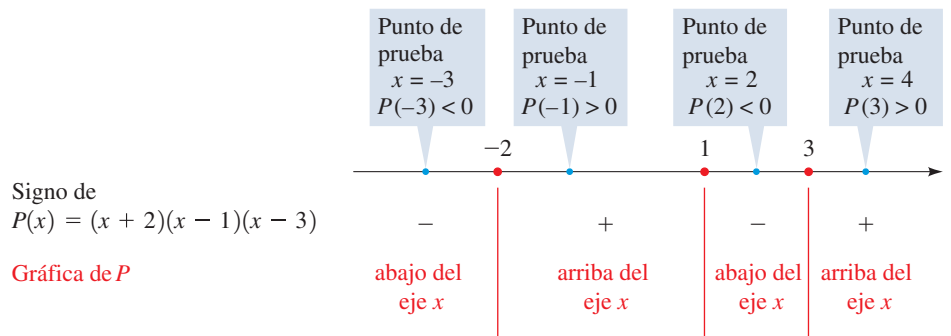 Punto de
prueba
x = –3
P(–3) < 0
Punto de
prueba
x = –1
P(–1) > 0
Punto de
prueba
x = 2
P(2) < 0
Punto de
prueba
x = 4
P(3) > 0
−2
1
3
Signo de
P(x) = (x + 2)(x − 1)(x − 3)
−
+
−
+
Gráfica de P
abajo del
eje x
arriba del
eje x
abajo del
eje x
arriba del
eje x